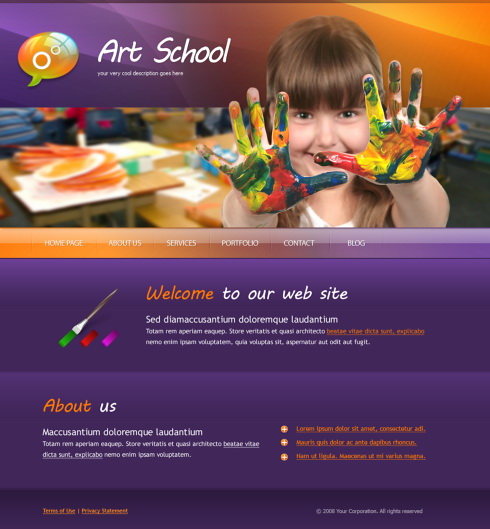 Art School
your very cool description goes here
HOME PAGE ABOUT US SERVICES PORTFOLIO CONTACT BLOG
Welcome to our web site
Sed diamaccusantium doloremque laudantium
Totam rem aperiam eaquep. Store veritatis et quasi architecto beatae vitae dicta sunt, explicabo
nemo enim ipsam voluptatem, quia voluptas sit, aspernatur aut odit aut fugit.
About us
Maccusantium doloremque laudantium
Totam rem aperiam eaquep. Store veritatis et quasi architecto beatae vitae
dicta sunt, explicabo nemo enim ipsam voluptatem.
Lorem ipsum dolor sit amet, consectetur adi.
Mauris quis dolor ac ante dapibus rhoncus.
Nam ut ligula. Maecenas ut mi varius magna.
Terms of Use | Privacy Statement
© 2008 Your Corporation. All rights reserved